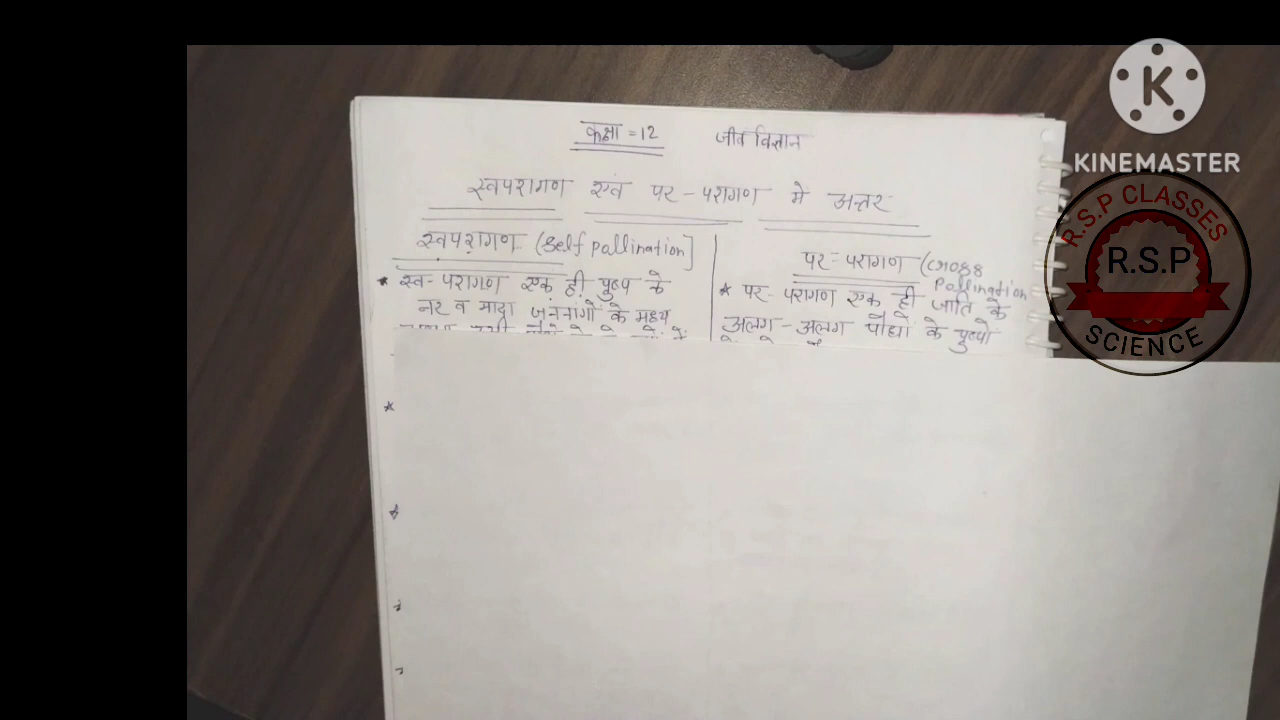 कक्षा = 12 जीव विज्ञान
स्वपरागण एवं पर - परागण मे अन्तर
स्वपरागण (Self Pallination]
पर - परागण (Cross
Pallination
* स्व - परागण एक ही पुष्प के
नर व मादा जननांगो के मध्य
* पर - परागण एक ही जाति के
अलग - अलग पौधो के पुष्पो
*
K
KINEMASTER
R.S.P CLASSES
R.S.P
SCIENCE